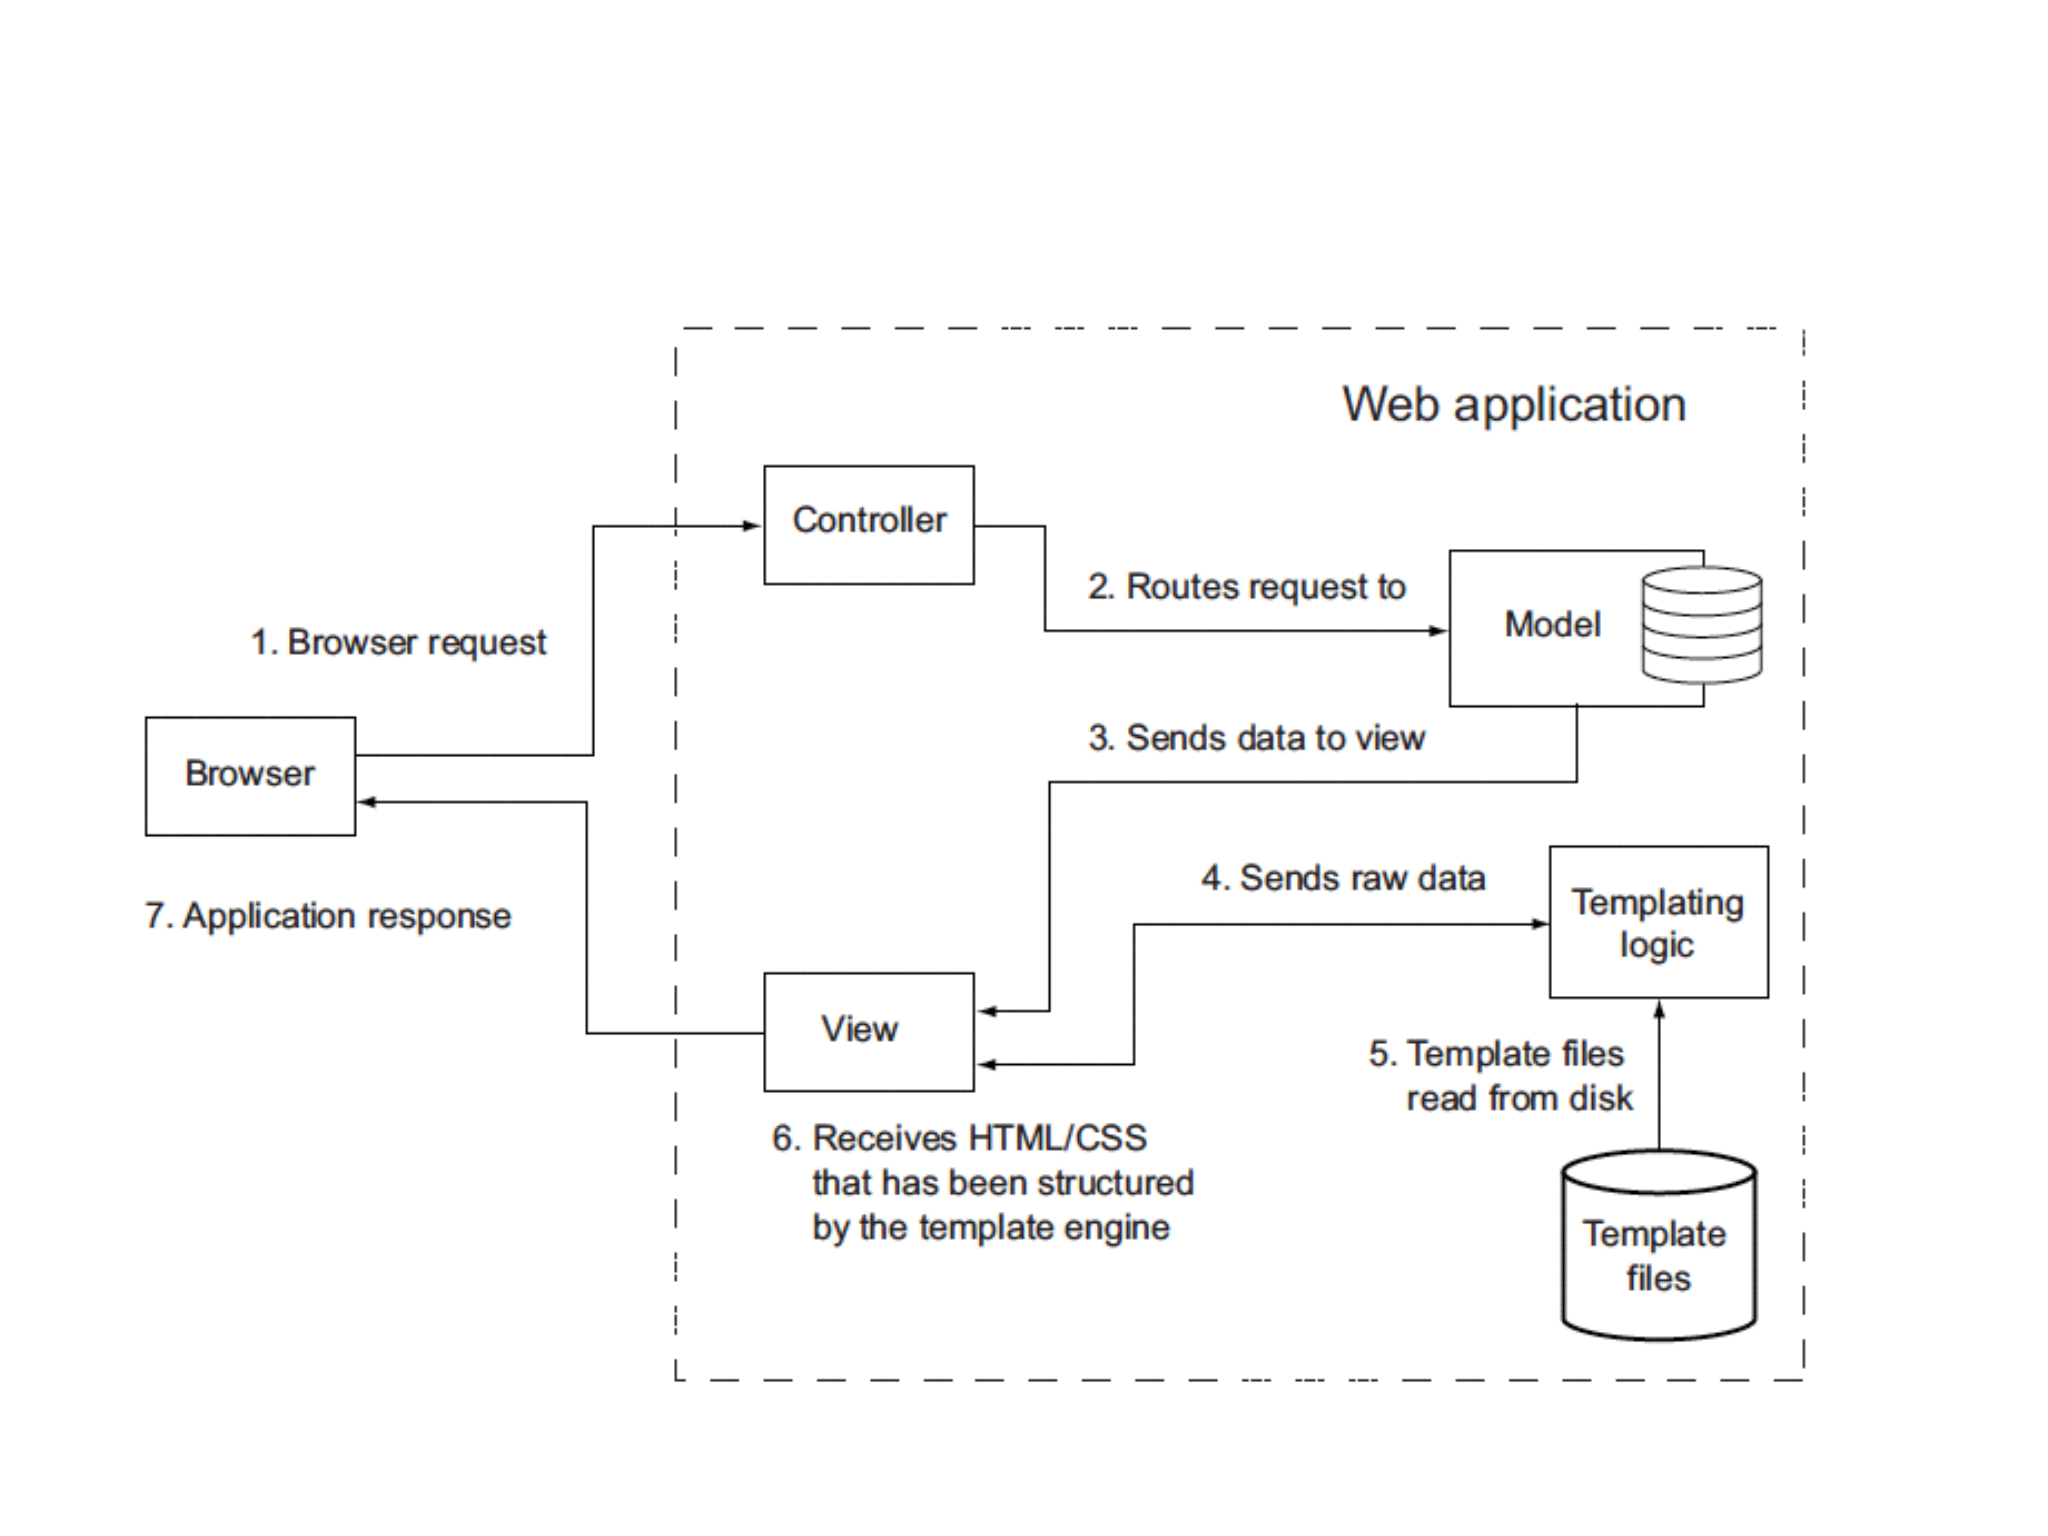 Web application
Controller
2. Routes request to
Model
1. Browser request
Browser
3. Sends data to view
4. Sends raw data
Templating
logic
7. Application response
View
5. Template files
read from disk
6. Receives HTML/CSS
that has been structured
by the template engine
Template
files